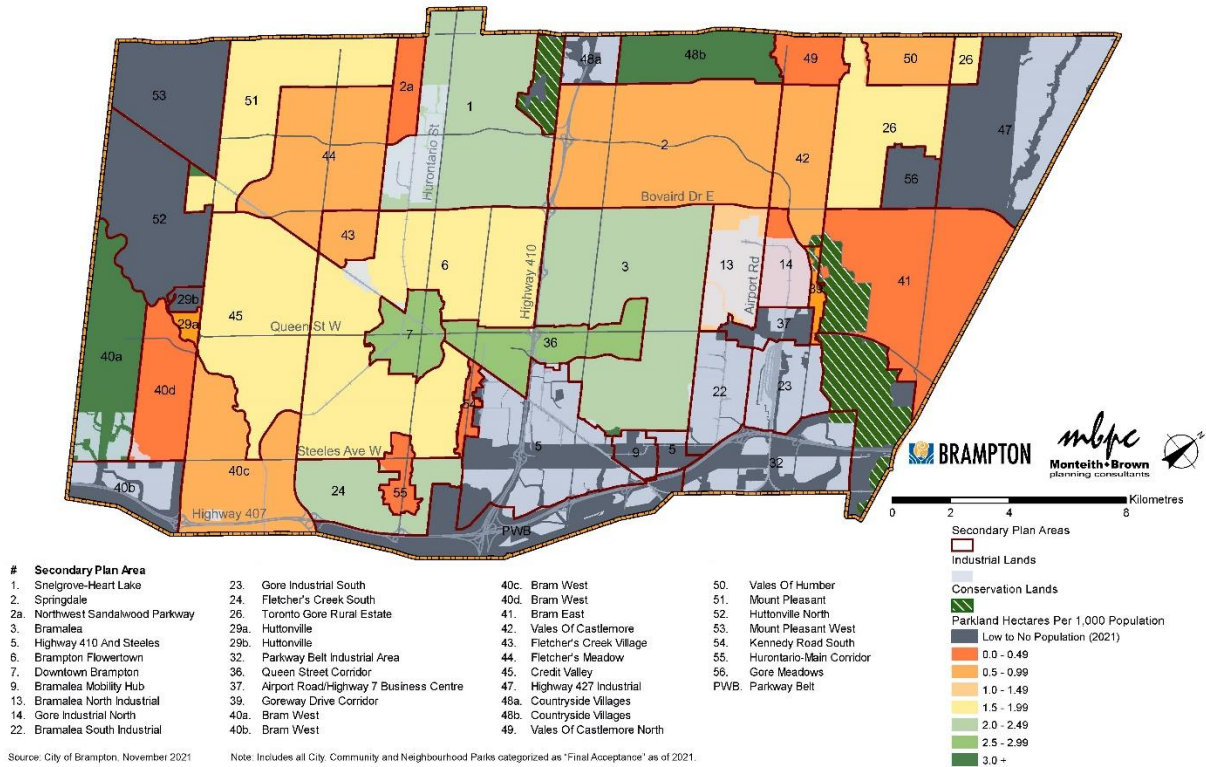 53
51
2a
1
48a
48b
49
50
26
47
44
Hurontario St
2
42
26
56
52
Bovaird Dr E
43
6
Highway 410
3
13
Airport Rd
14
39
41
29b
29a
45
Queen St W
7
36
37
40a
40d
54
22
23
Steeles Ave W
5
9
5
32
40c
40b
24
55
Highway 407
PWB
BRAMPTON
mbpc
Monteith+Brown
planning consultants
N
0 2 4 8 Kilometres
Secondary Plan Areas
Industrial Lands
Conservation Lands
Parkland Hectares Per 1,000 Population
Low to No Population (2021)
0.0 - 0.49
0.5 - 0.99
1.0 - 1.49
1.5 - 1.99
2.0 - 2.49
2.5 - 2.99
3.0 +
# Secondary Plan Area
1. Snelgrove-Heart Lake
2. Springdale
2a. Northwest Sandalwood Parkway
3. Bramalea
5. Highway 410 And Steeles
6. Brampton Flowertown
7. Downtown Brampton
9. Bramalea Mobility Hub
13. Bramalea North Industrial
14. Gore Industrial North
22. Bramalea South Industrial
23. Gore Industrial South
24. Fletcher's Creek South
26. Toronto Gore Rural Estate
29a. Huttonville
29b. Huttonville
32. Parkway Belt Industrial Area
36. Queen Street Corridor
37. Airport Road/Highway 7 Business Centre
39. Goreway Drive Corridor
40a. Bram West
40b. Bram West
40c. Bram West
40d. Bram West
41. Bram East
42. Vales Of Castlemore
43. Fletcher's Creek Village
44. Fletcher's Meadow
45. Credit Valley
47. Highway 427 Industrial
48a. Countryside Villages
48b. Countryside Villages
49. Vales Of Castlemore North
50. Vales Of Humber
51. Mount Pleasant
52. Huttonville North
53. Mount Pleasant West
54. Kennedy Road South
55. Hurontario-Main Corridor
56. Gore Meadows
PWB. Parkway Belt
Source: City of Brampton, November 2021
Note: Includes all City, Community and Neighbourhood Parks categorized as "Final Acceptance" as of 2021.